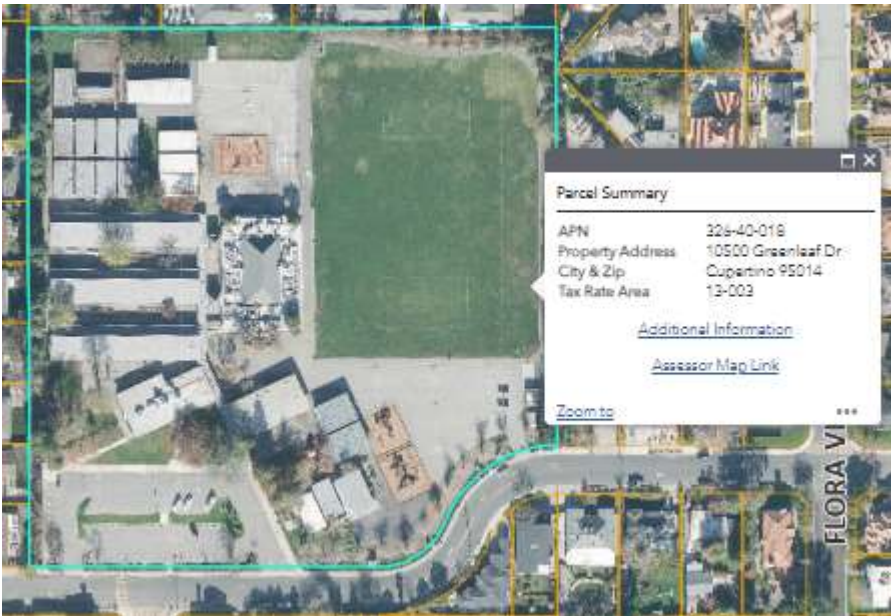 Parcel Summary
APN 326-40-018
Property Address 10500 Greenleaf Dr
City & Zip Cupertino 95014
Tax Rate Area 13-003
Additional Information
Assessor Map Link
Zoom to
FLORA VI